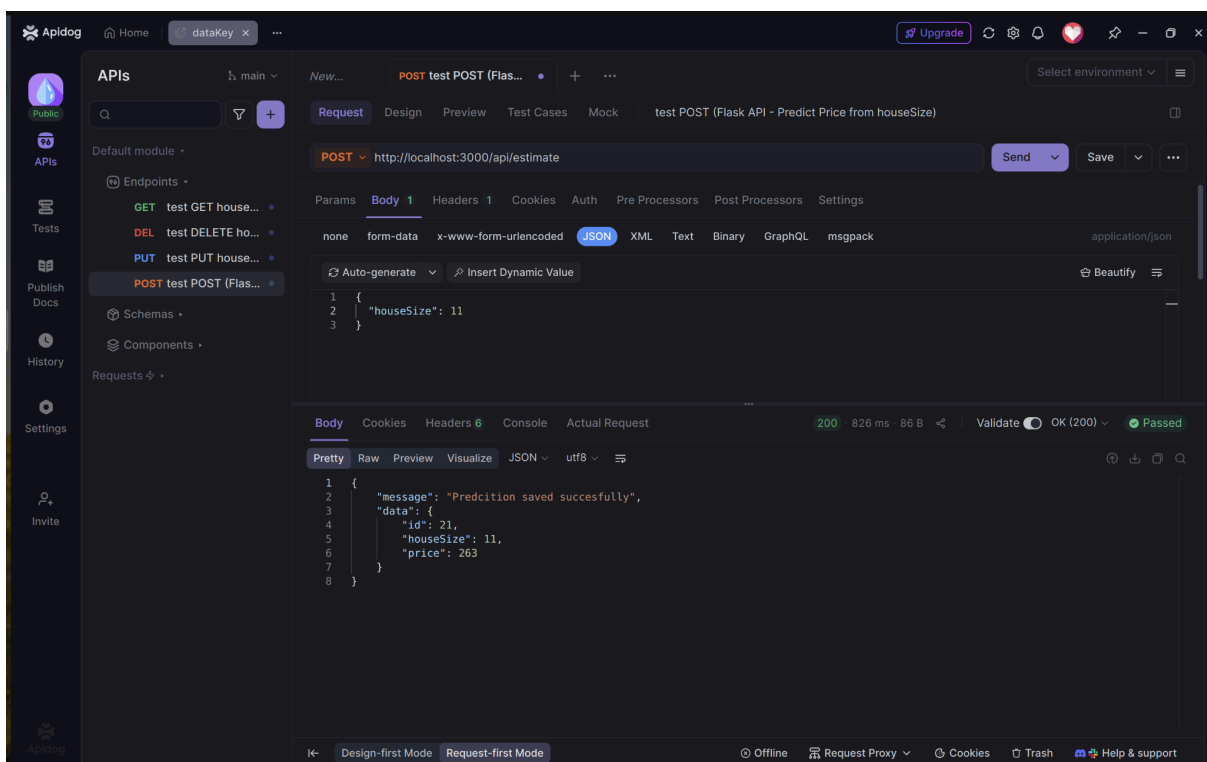 Apidog
Home
dataKey
Upgrade
Public
APIs
Tests
Publish
Docs
History
Settings
Invite
Apidog
APIs
main
Default module
Endpoints
GET test GET house...
DEL test DELETE ho...
PUT test PUT house...
POST test POST (Flas...
Schemas
Components
Requests
New...
POST test POST (Flas...
Select environment
Request Design Preview Test Cases Mock test POST (Flask API - Predict Price from houseSize)
POST http://localhost:3000/api/estimate Send Save
Params Body 1 Headers 1 Cookies Auth Pre Processors Post Processors Settings
none form-data x-www-form-urlencoded JSON XML Text Binary GraphQL msgpack application/json
Auto-generate Insert Dynamic Value Beautify
1 {
2 "houseSize": 11
3 }
Body Cookies Headers 6 Console Actual Request 200 · 826 ms · 86 B Validate OK (200) Passed
Pretty Raw Preview Visualize JSON utf8
1 {
2 "message": "Predcition saved succesfully",
3 "data": {
4 "id": 21,
5 "houseSize": 11,
6 "price": 263
7 }
8 }
Design-first Mode Request-first Mode Offline Request Proxy Cookies Trash Help & support